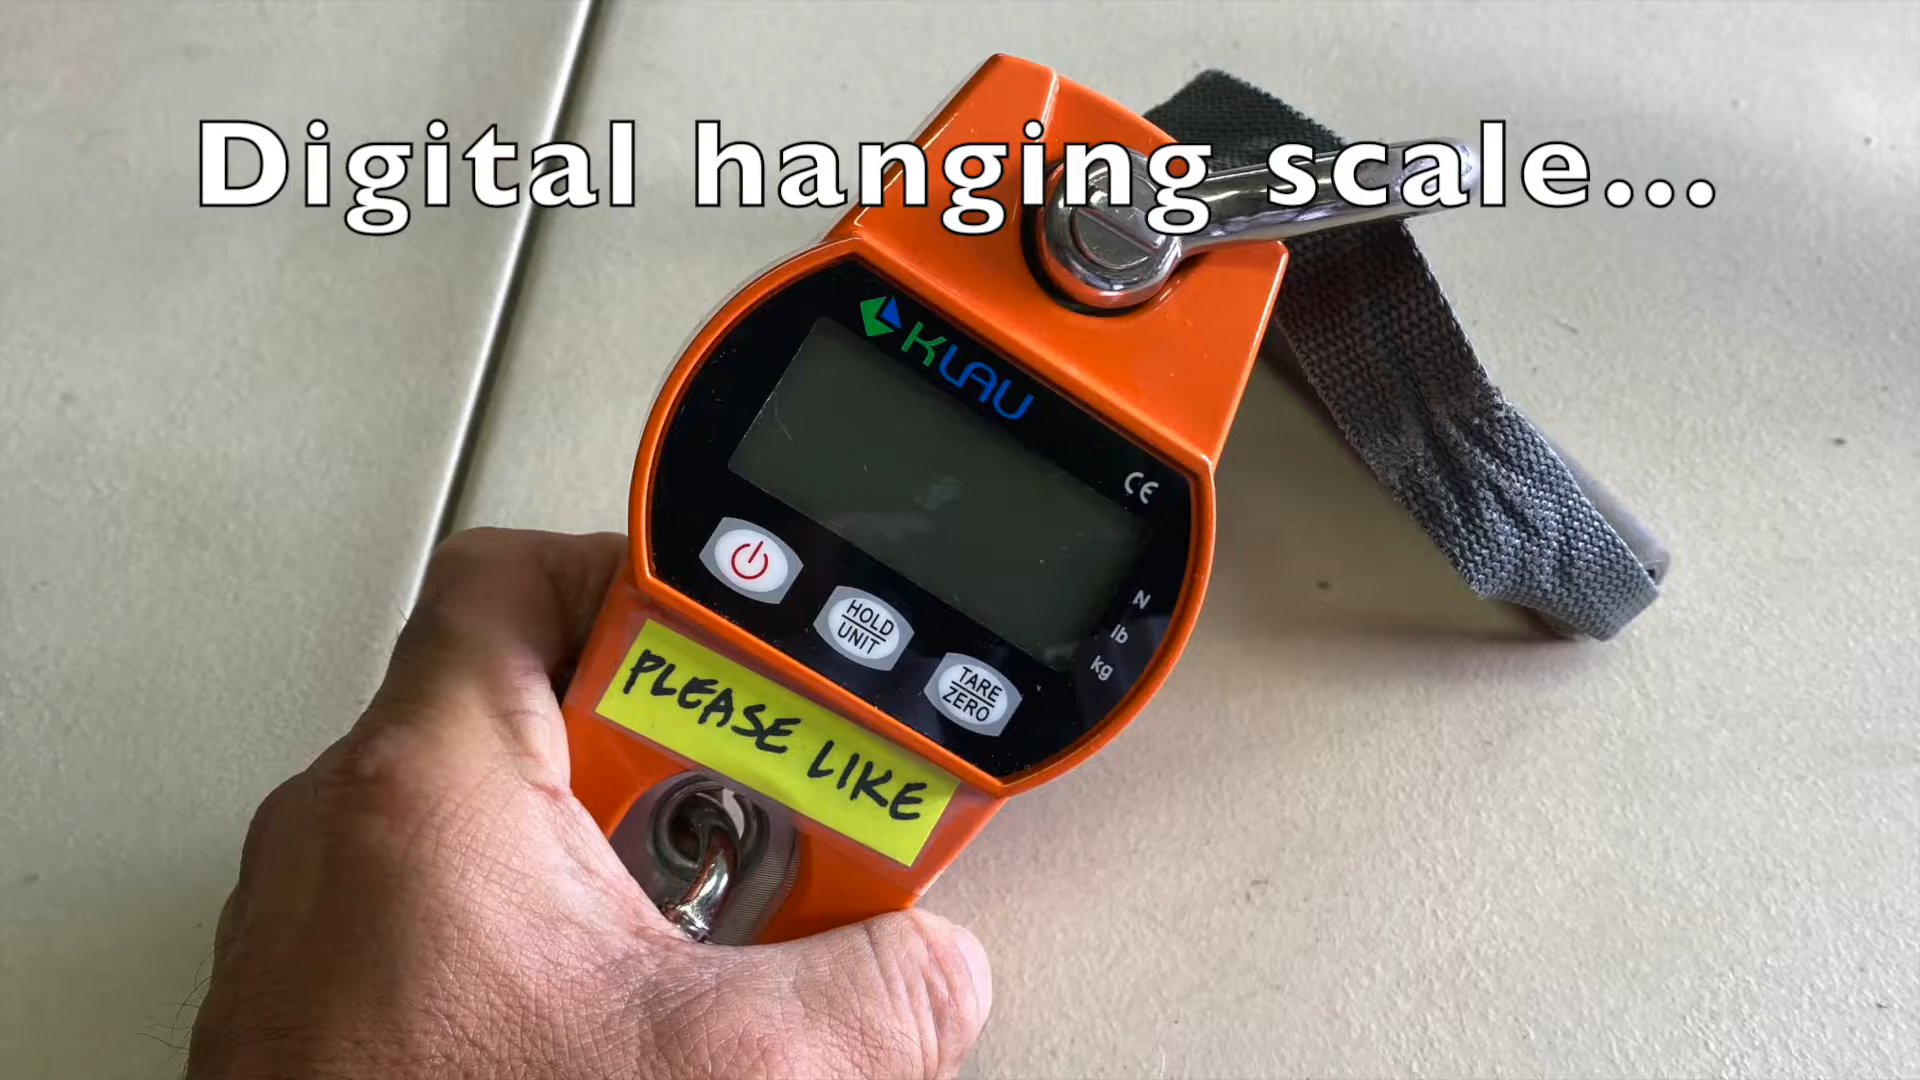 Digital hanging scale...
KLAU
CE
N
lb
kg
HOLD
UNIT
TARE
ZERO
PLEASE LIKE